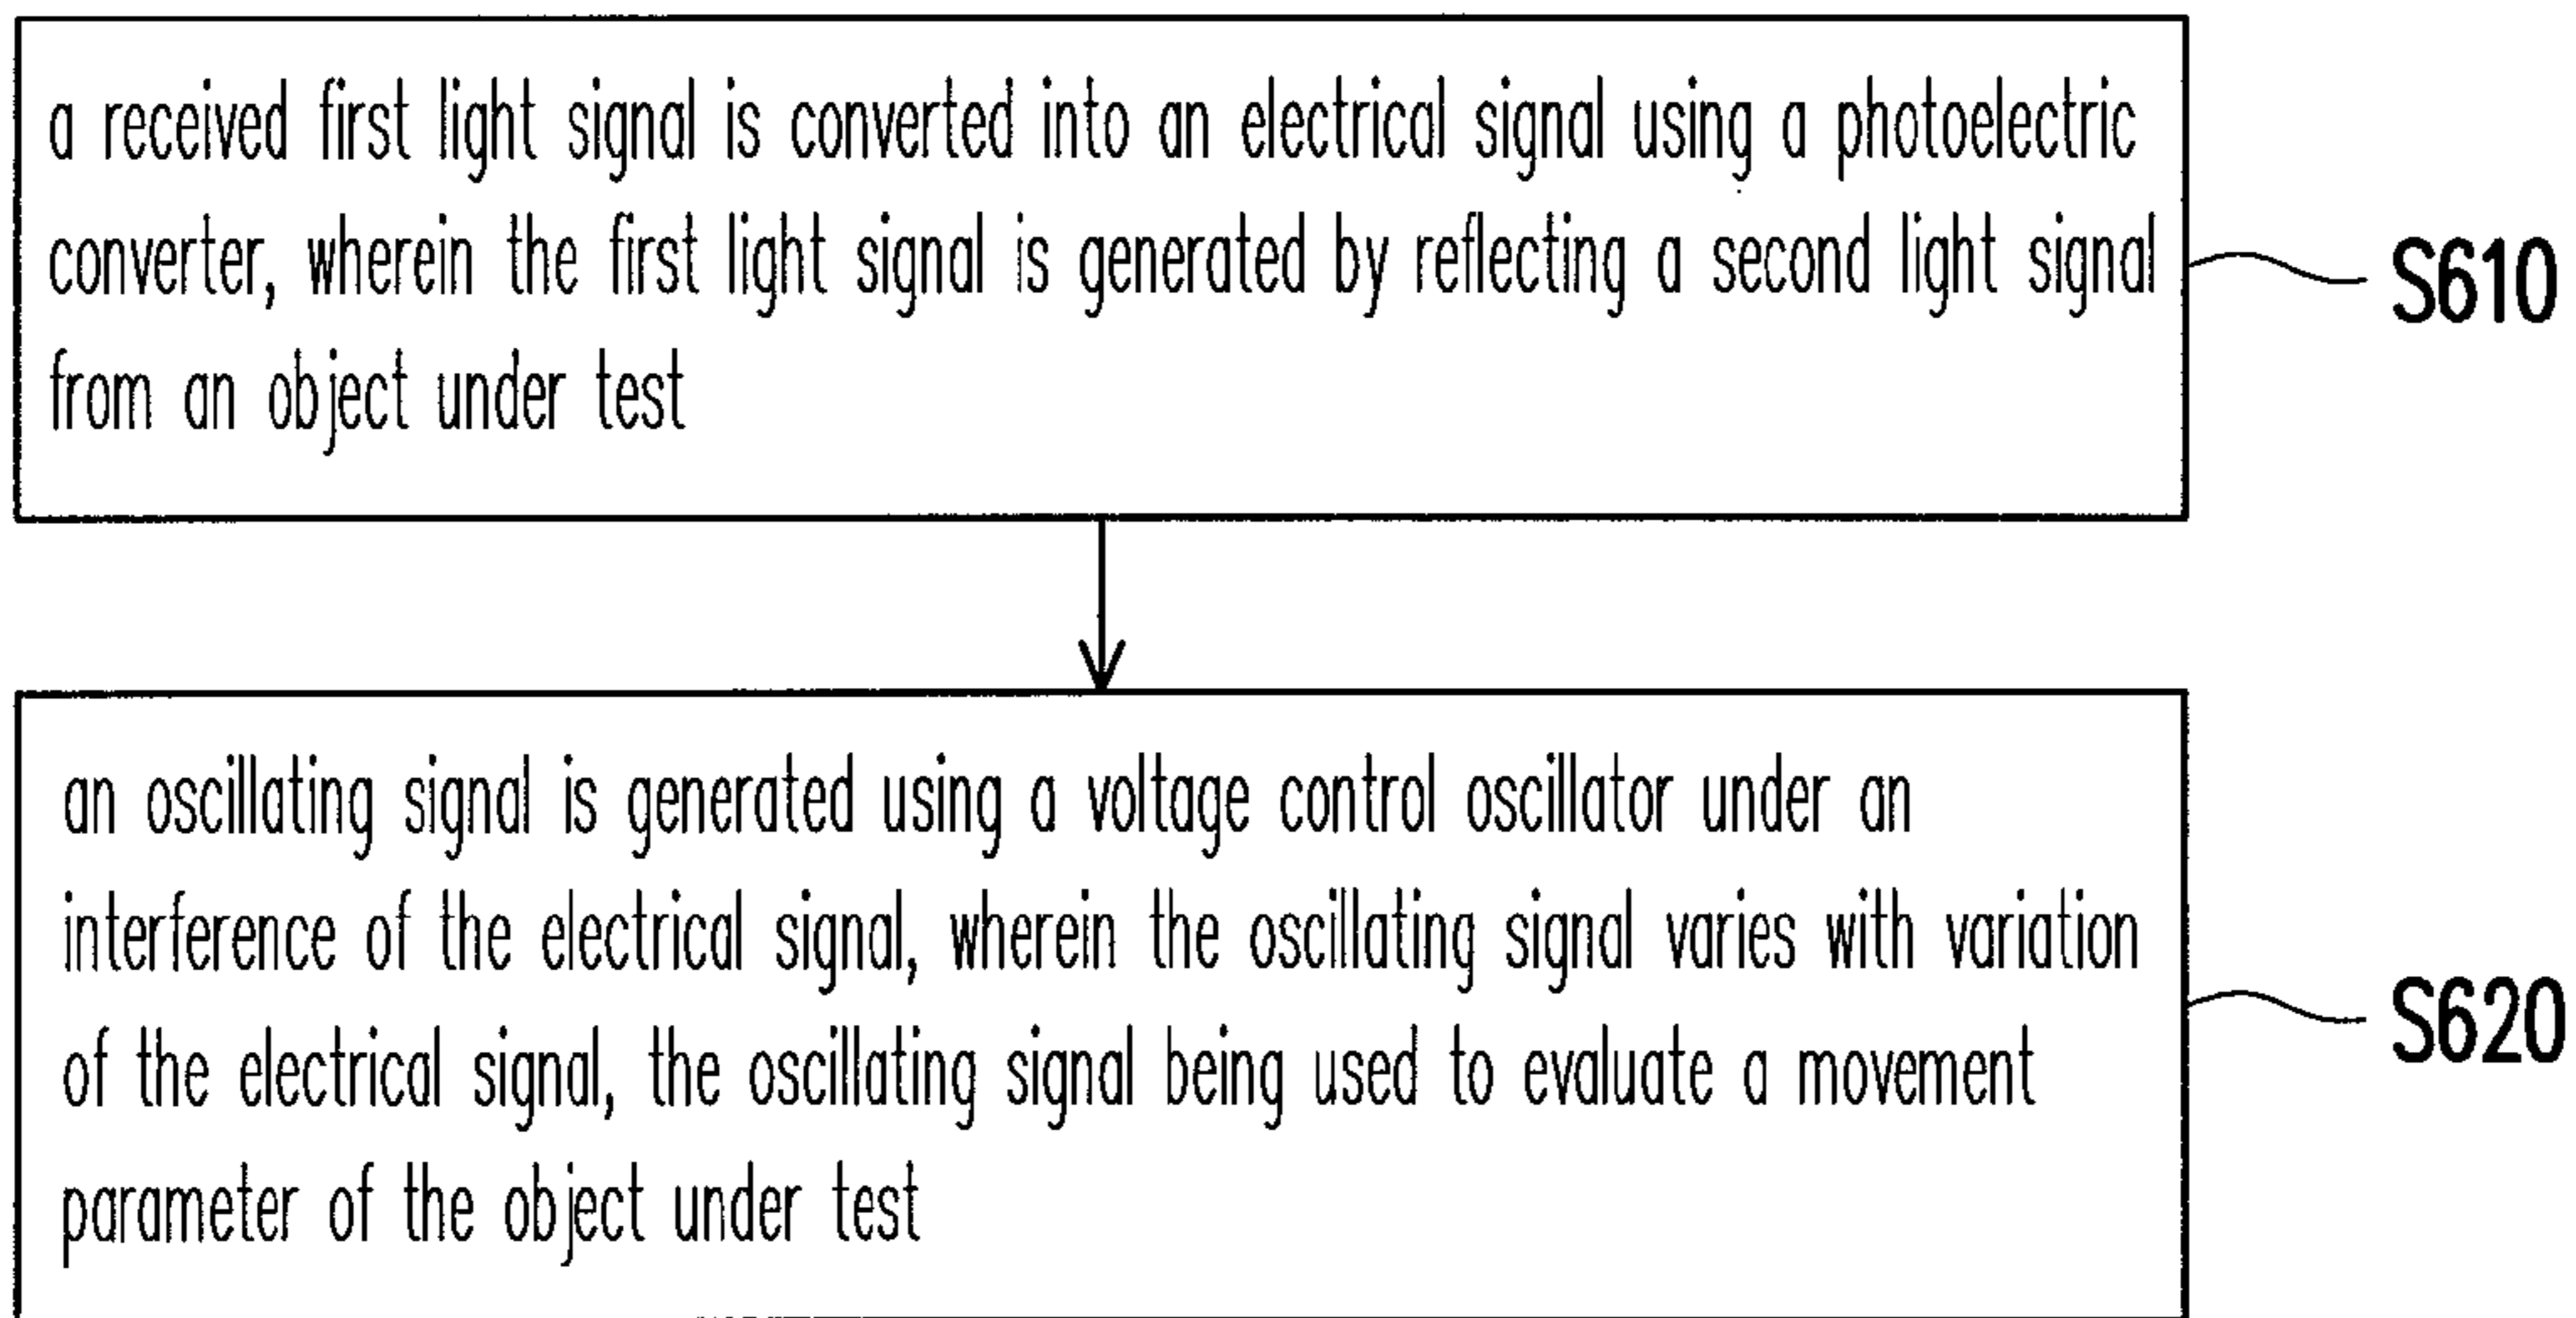 a received first light signal is converted into an electrical signal using a photoelectric
converter, wherein the first light signal is generated by reflecting a second light signal
from an object under test
S610
an oscillating signal is generated using a voltage control oscillator under an
interference of the electrical signal, wherein the oscillating signal varies with variation
of the electrical signal, the oscillating signal being used to evaluate a movement
parameter of the object under test
S620